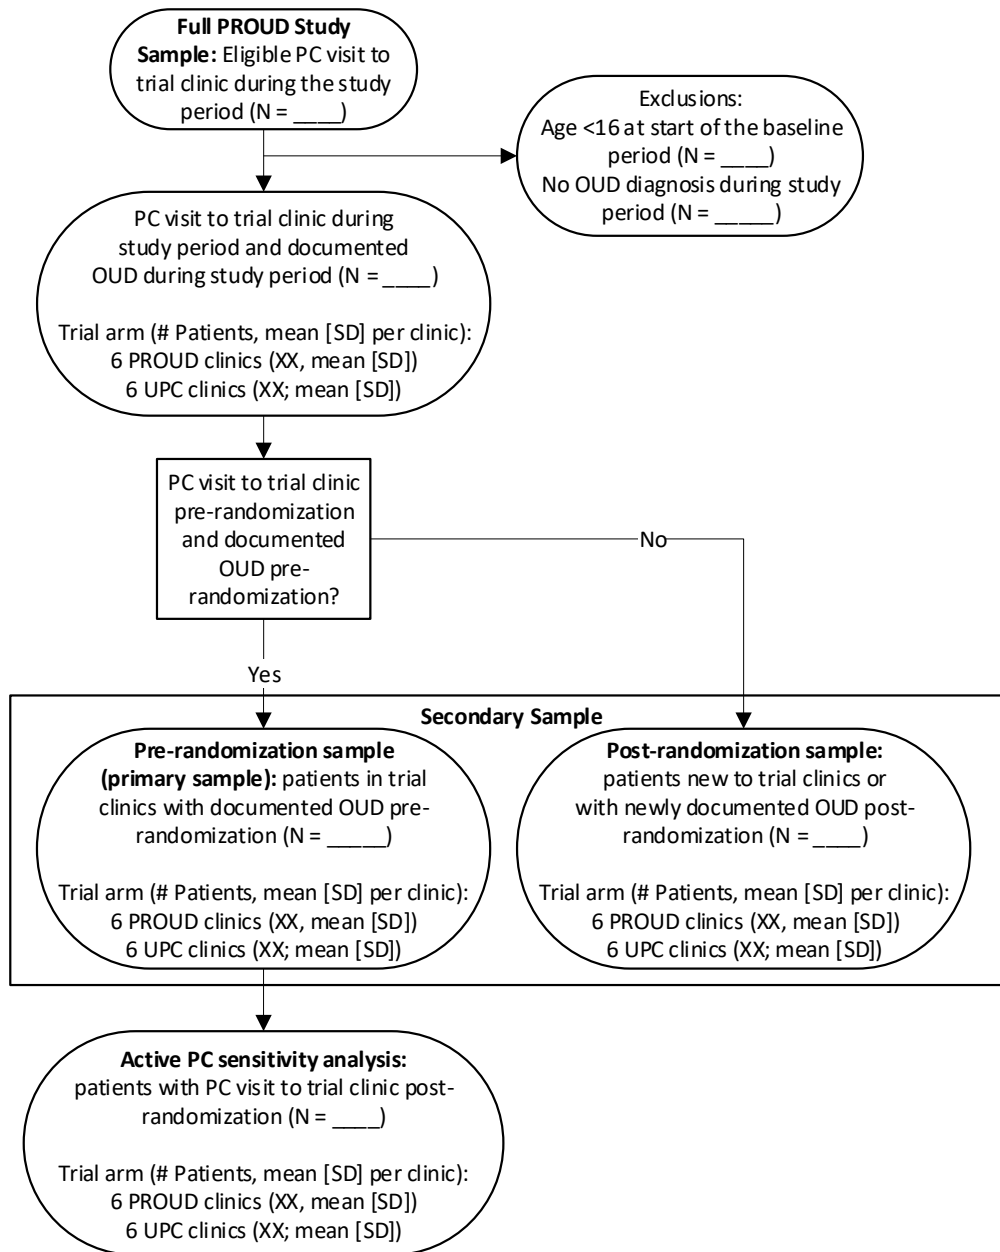 Full PROUD Study
Sample: Eligible PC visit to
trial clinic during the study
period (N = ____)
Exclusions:
Age <16 at start of the baseline
period (N = ____)
No OUD diagnosis during study
period (N = _____)
PC visit to trial clinic during
study period and documented
OUD during study period (N = ____)
Trial arm (# Patients, mean [SD] per clinic):
6 PROUD clinics (XX, mean [SD])
6 UPC clinics (XX; mean [SD])
PC visit to trial clinic
pre-randomization
and documented
OUD pre-
randomization?
No
Yes
Secondary Sample
Pre-randomization sample
(primary sample): patients in trial
clinics with documented OUD pre-
randomization (N = _____)
Trial arm (# Patients, mean [SD] per clinic):
6 PROUD clinics (XX, mean [SD])
6 UPC clinics (XX; mean [SD])
Post-randomization sample:
patients new to trial clinics or
with newly documented OUD post-
randomization (N = ____)
Trial arm (# Patients, mean [SD] per clinic):
6 PROUD clinics (XX, mean [SD])
6 UPC clinics (XX; mean [SD])
Active PC sensitivity analysis:
patients with PC visit to trial clinic post-
randomization (N = ____)
Trial arm (# Patients, mean [SD] per clinic):
6 PROUD clinics (XX, mean [SD])
6 UPC clinics (XX; mean [SD])